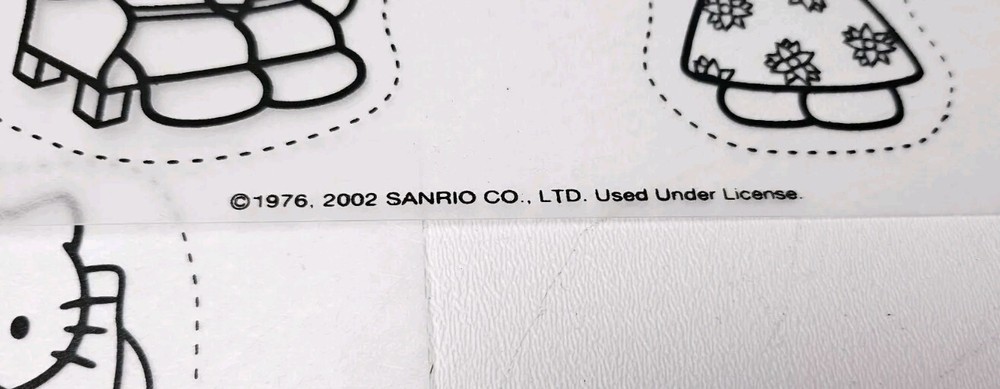 ©1976, 2002 SANRIO CO., LTD. Used Under License.